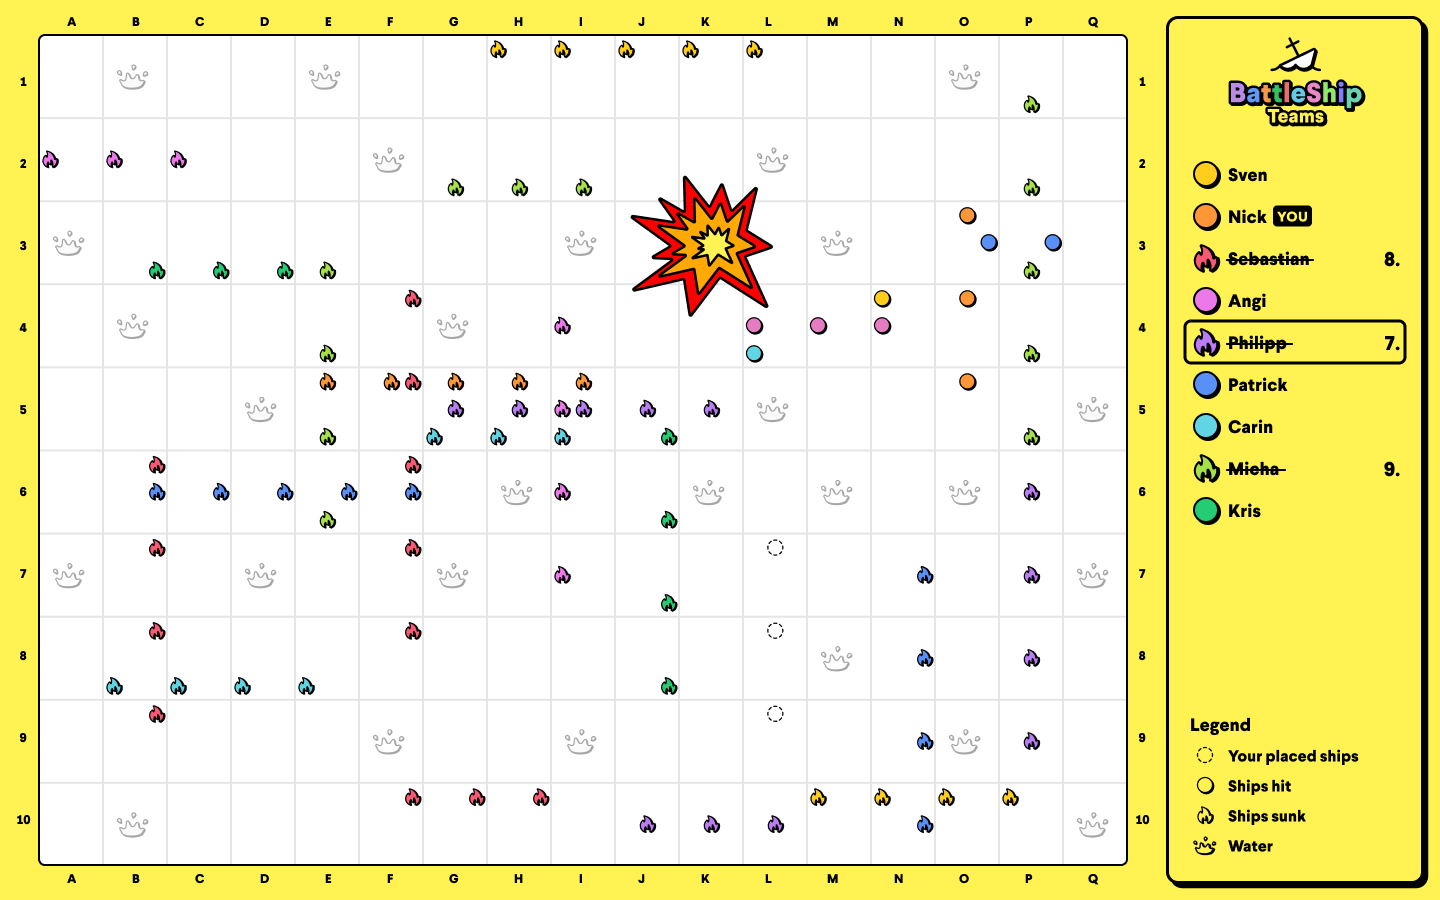 A B C D E F G H I J K L M N O P Q
1 1
2 2
3 3
4 4
5 5
6 6
7 7
8 8
9 9
10 10
A B C D E F G H I J K L M N O P Q
BattleShip
Teams
Sven
Nick YOU
Sebastian 8.
Angi
Philipp 7.
Patrick
Carin
Micha 9.
Kris
Legend
Your placed ships
Ships hit
Ships sunk
Water